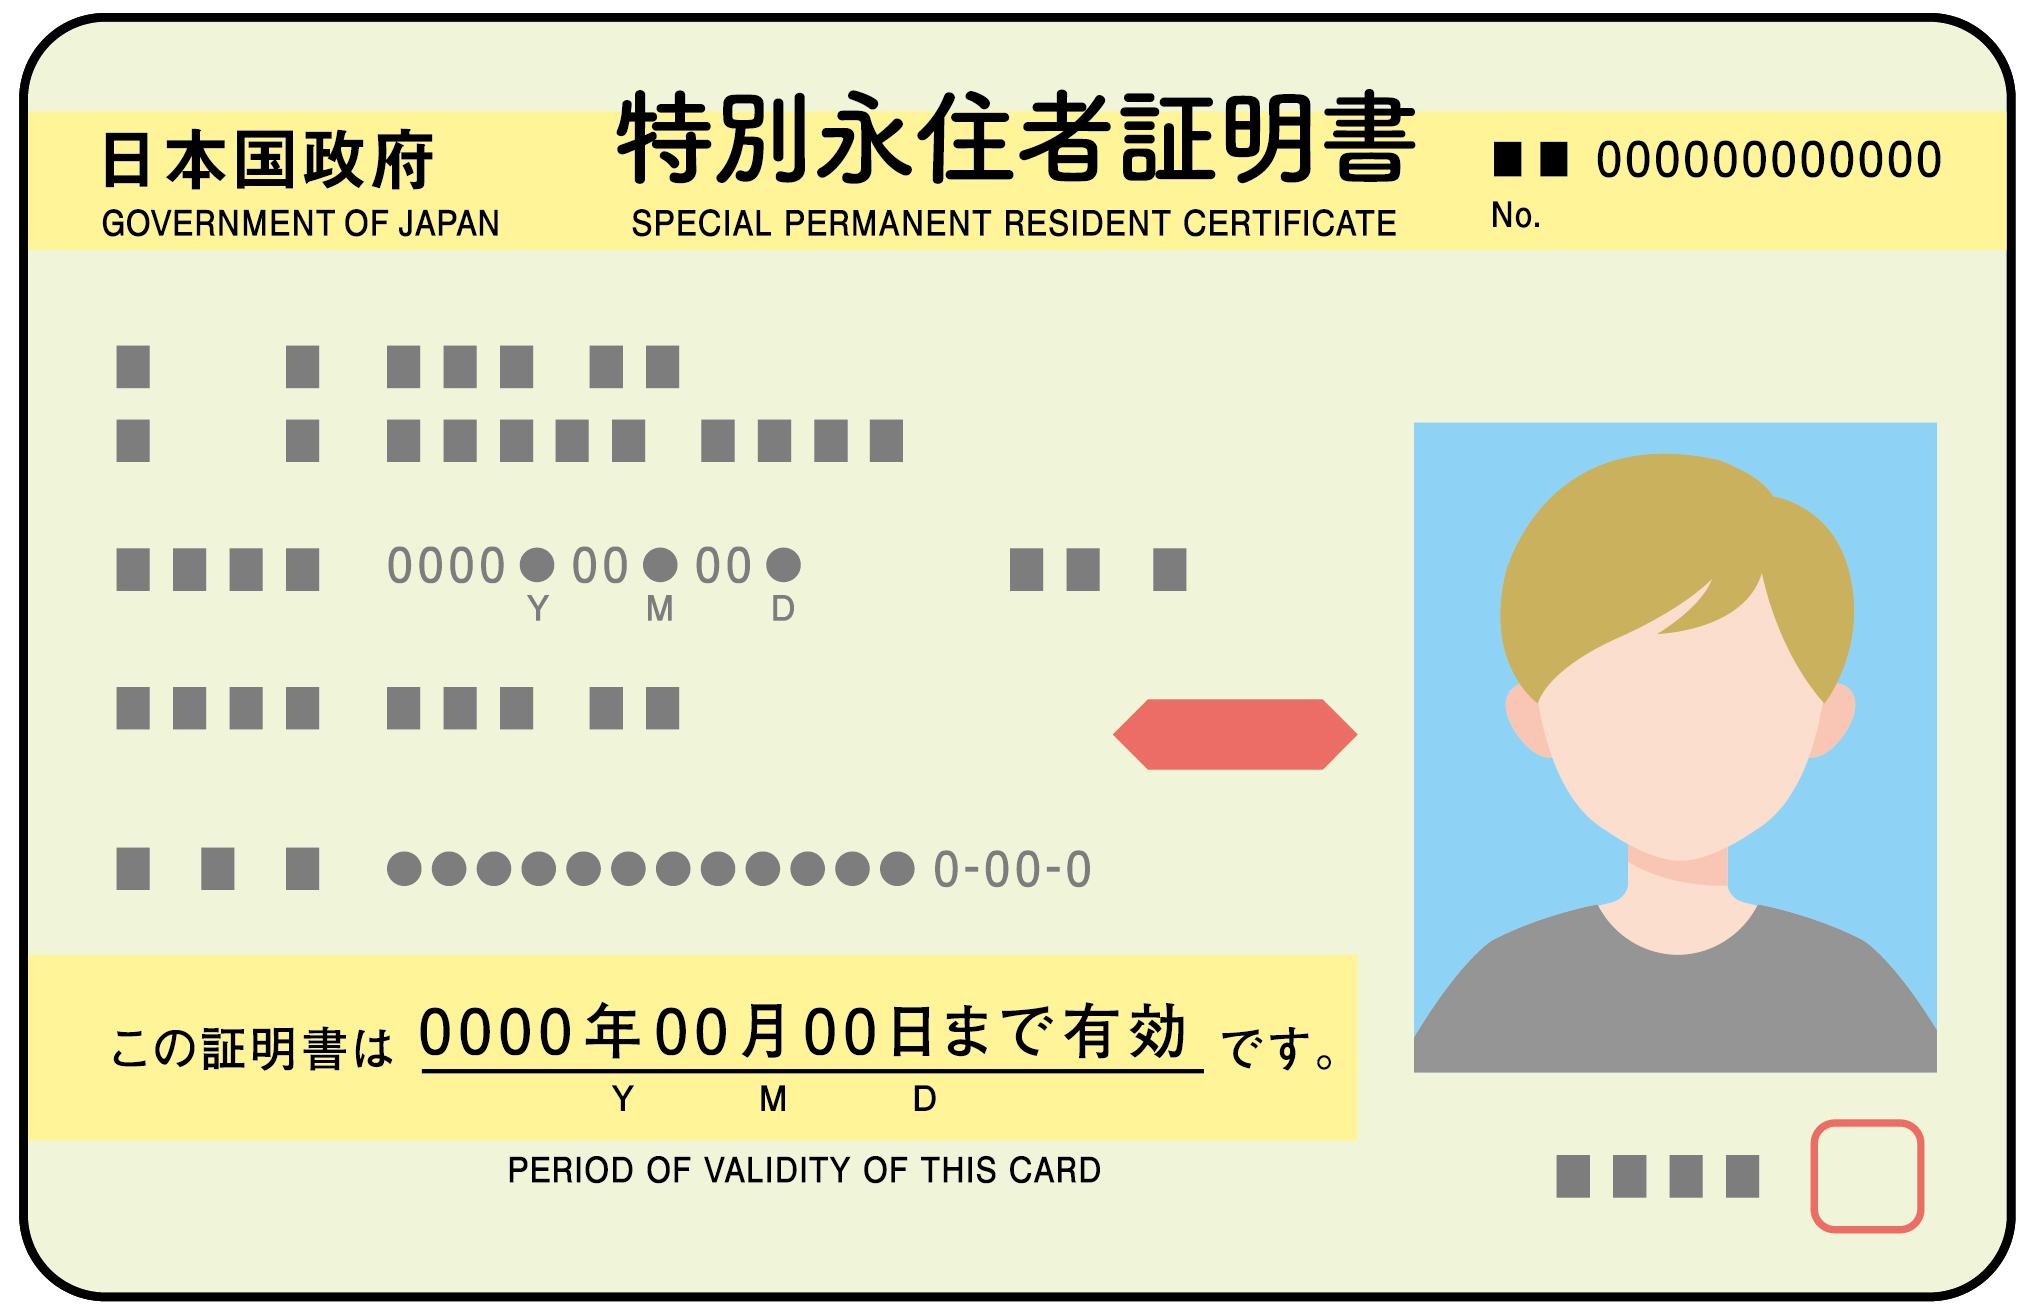 日本国政府 特別永住者証明書 ■■ 000000000000
GOVERNMENT OF JAPAN SPECIAL PERMANENT RESIDENT CERTIFICATE No.
■ ■ ■■■ ■■
■ ■ ■■■■■ ■■■■
■■■■ 0000●00●00● ■■ ■
Y M D
■■■■ ■■■ ■■
■ ■ ■ ●●●●●●●●●●●●0-00-0
この証明書は 0000年00月00日まで有効 です。
Y M D
PERIOD OF VALIDITY OF THIS CARD
■■■■